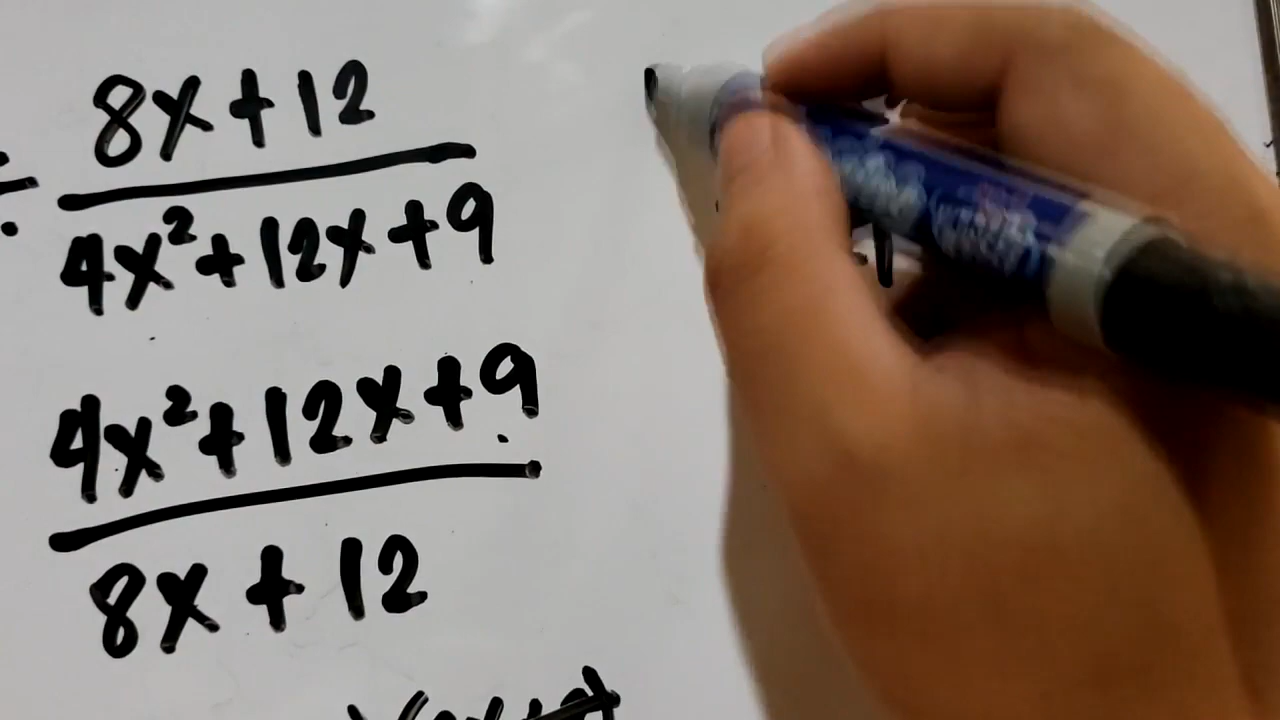 ÷ 8x + 12
4x² + 12x + 9
4x² + 12x + 9
8x + 12